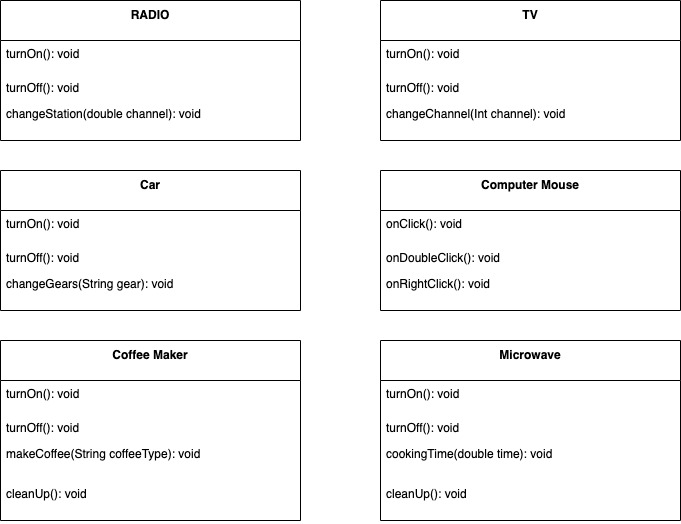 RADIO
turnOn(): void
turnOff(): void
changeStation(double channel): void
TV
turnOn(): void
turnOff(): void
changeChannel(Int channel): void
Car
turnOn(): void
turnOff(): void
changeGears(String gear): void
Computer Mouse
onClick(): void
onDoubleClick(): void
onRightClick(): void
Coffee Maker
turnOn(): void
turnOff(): void
makeCoffee(String coffeeType): void
cleanUp(): void
Microwave
turnOn(): void
turnOff(): void
cookingTime(double time): void
cleanUp(): void